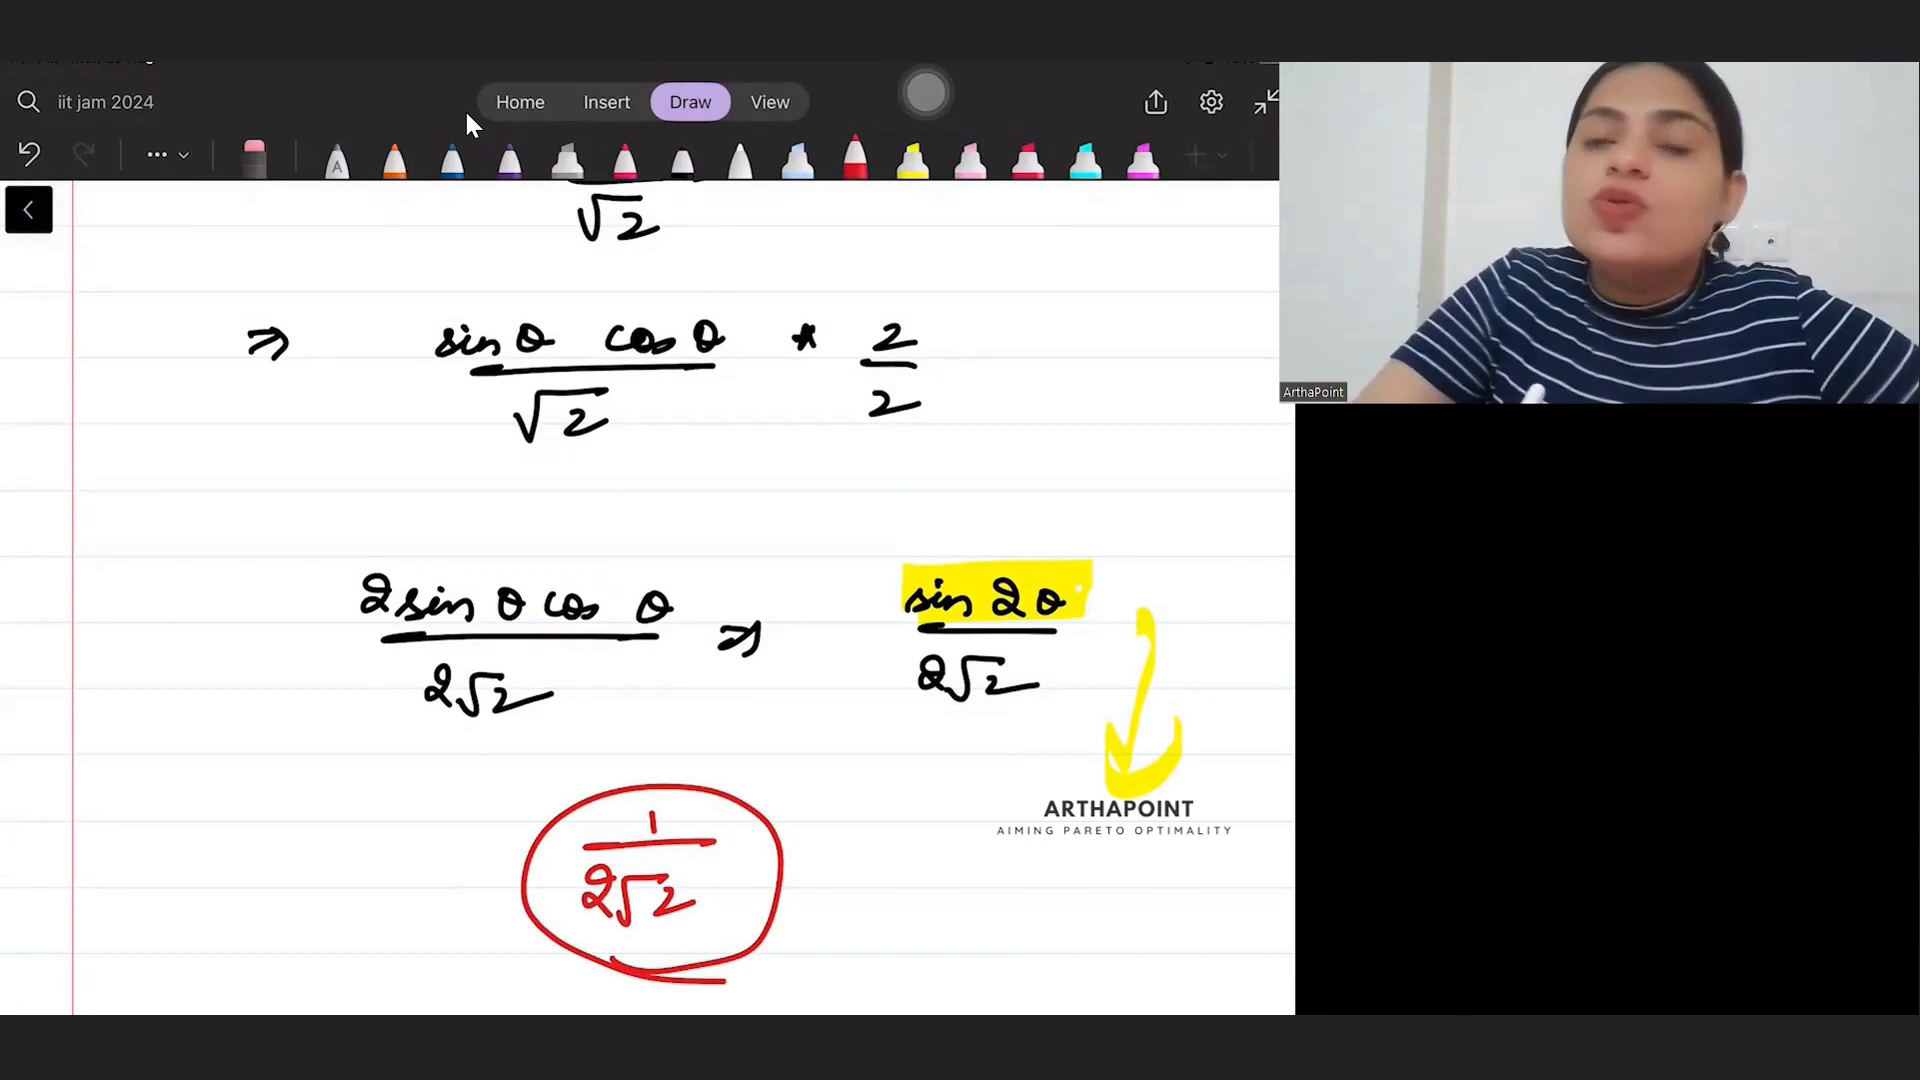 iit jam 2024
Home Insert Draw View
A
√2
⇒ sin θ cos θ * 2
√2 2
2 sin θ cos θ ⇒ sin 2θ
2√2 2√2
1
2√2
ARTHAPOINT
AIMING PARETO OPTIMALITY
ArthaPoint